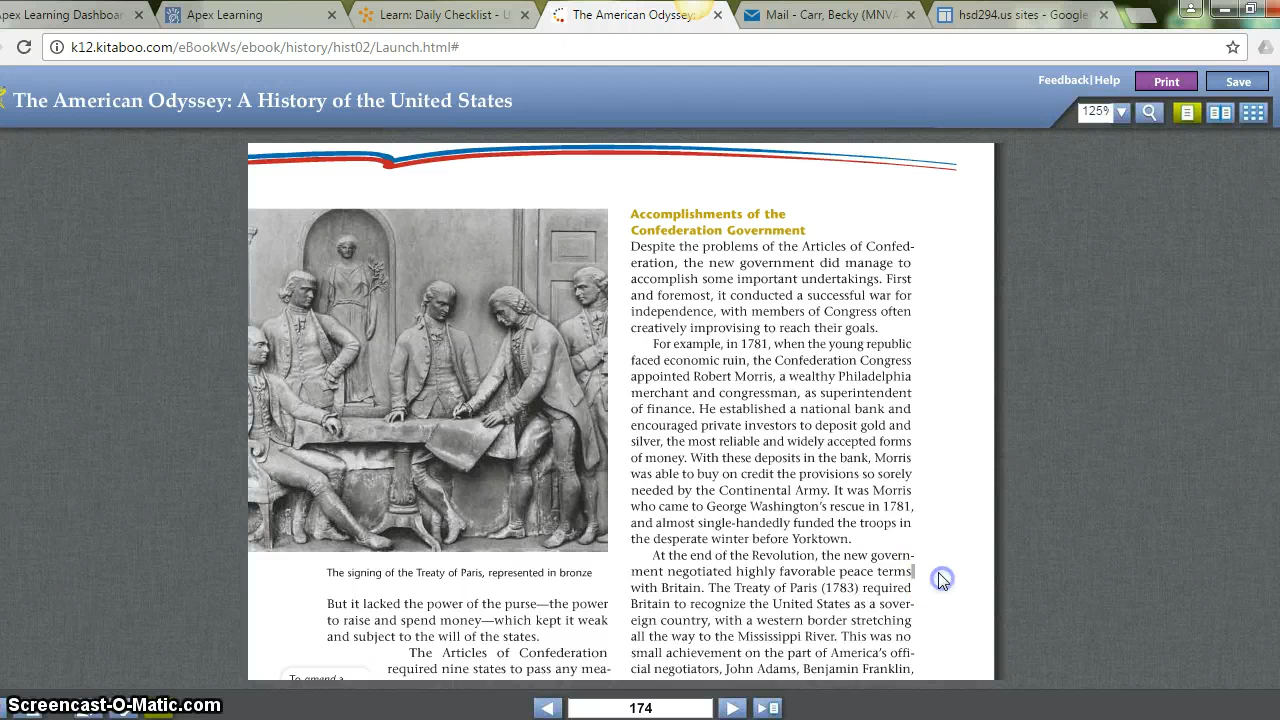 pex Learning Dashboar
Apex Learning
Learn: Daily Checklist - U
The American Odyssey:
Mail - Carr, Becky (MNVA
hsd294.us sites - Google
k12.kitaboo.com/eBookWs/ebook/history/hist02/Launch.html#
Feedback|Help
Print
Save
The American Odyssey: A History of the United States
125%
Accomplishments of the
Confederation Government
Despite the problems of the Articles of Confed-
eration, the new government did manage to
accomplish some important undertakings. First
and foremost, it conducted a successful war for
independence, with members of Congress often
creatively improvising to reach their goals.
For example, in 1781, when the young republic
faced economic ruin, the Confederation Congress
appointed Robert Morris, a wealthy Philadelphia
merchant and congressman, as superintendent
of finance. He established a national bank and
encouraged private investors to deposit gold and
silver, the most reliable and widely accepted forms
of money. With these deposits in the bank, Morris
was able to buy on credit the provisions so sorely
needed by the Continental Army. It was Morris
who came to George Washington's rescue in 1781,
and almost single-handedly funded the troops in
the desperate winter before Yorktown.
At the end of the Revolution, the new govern-
ment negotiated highly favorable peace terms
with Britain. The Treaty of Paris (1783) required
Britain to recognize the United States as a sover-
eign country, with a western border stretching
all the way to the Mississippi River. This was no
small achievement on the part of America's offi-
cial negotiators, John Adams, Benjamin Franklin,
The signing of the Treaty of Paris, represented in bronze
But it lacked the power of the purse—the power
to raise and spend money—which kept it weak
and subject to the will of the states.
The Articles of Confederation
required nine states to pass any mea-
To amend a
Screencast-O-Matic.com
174